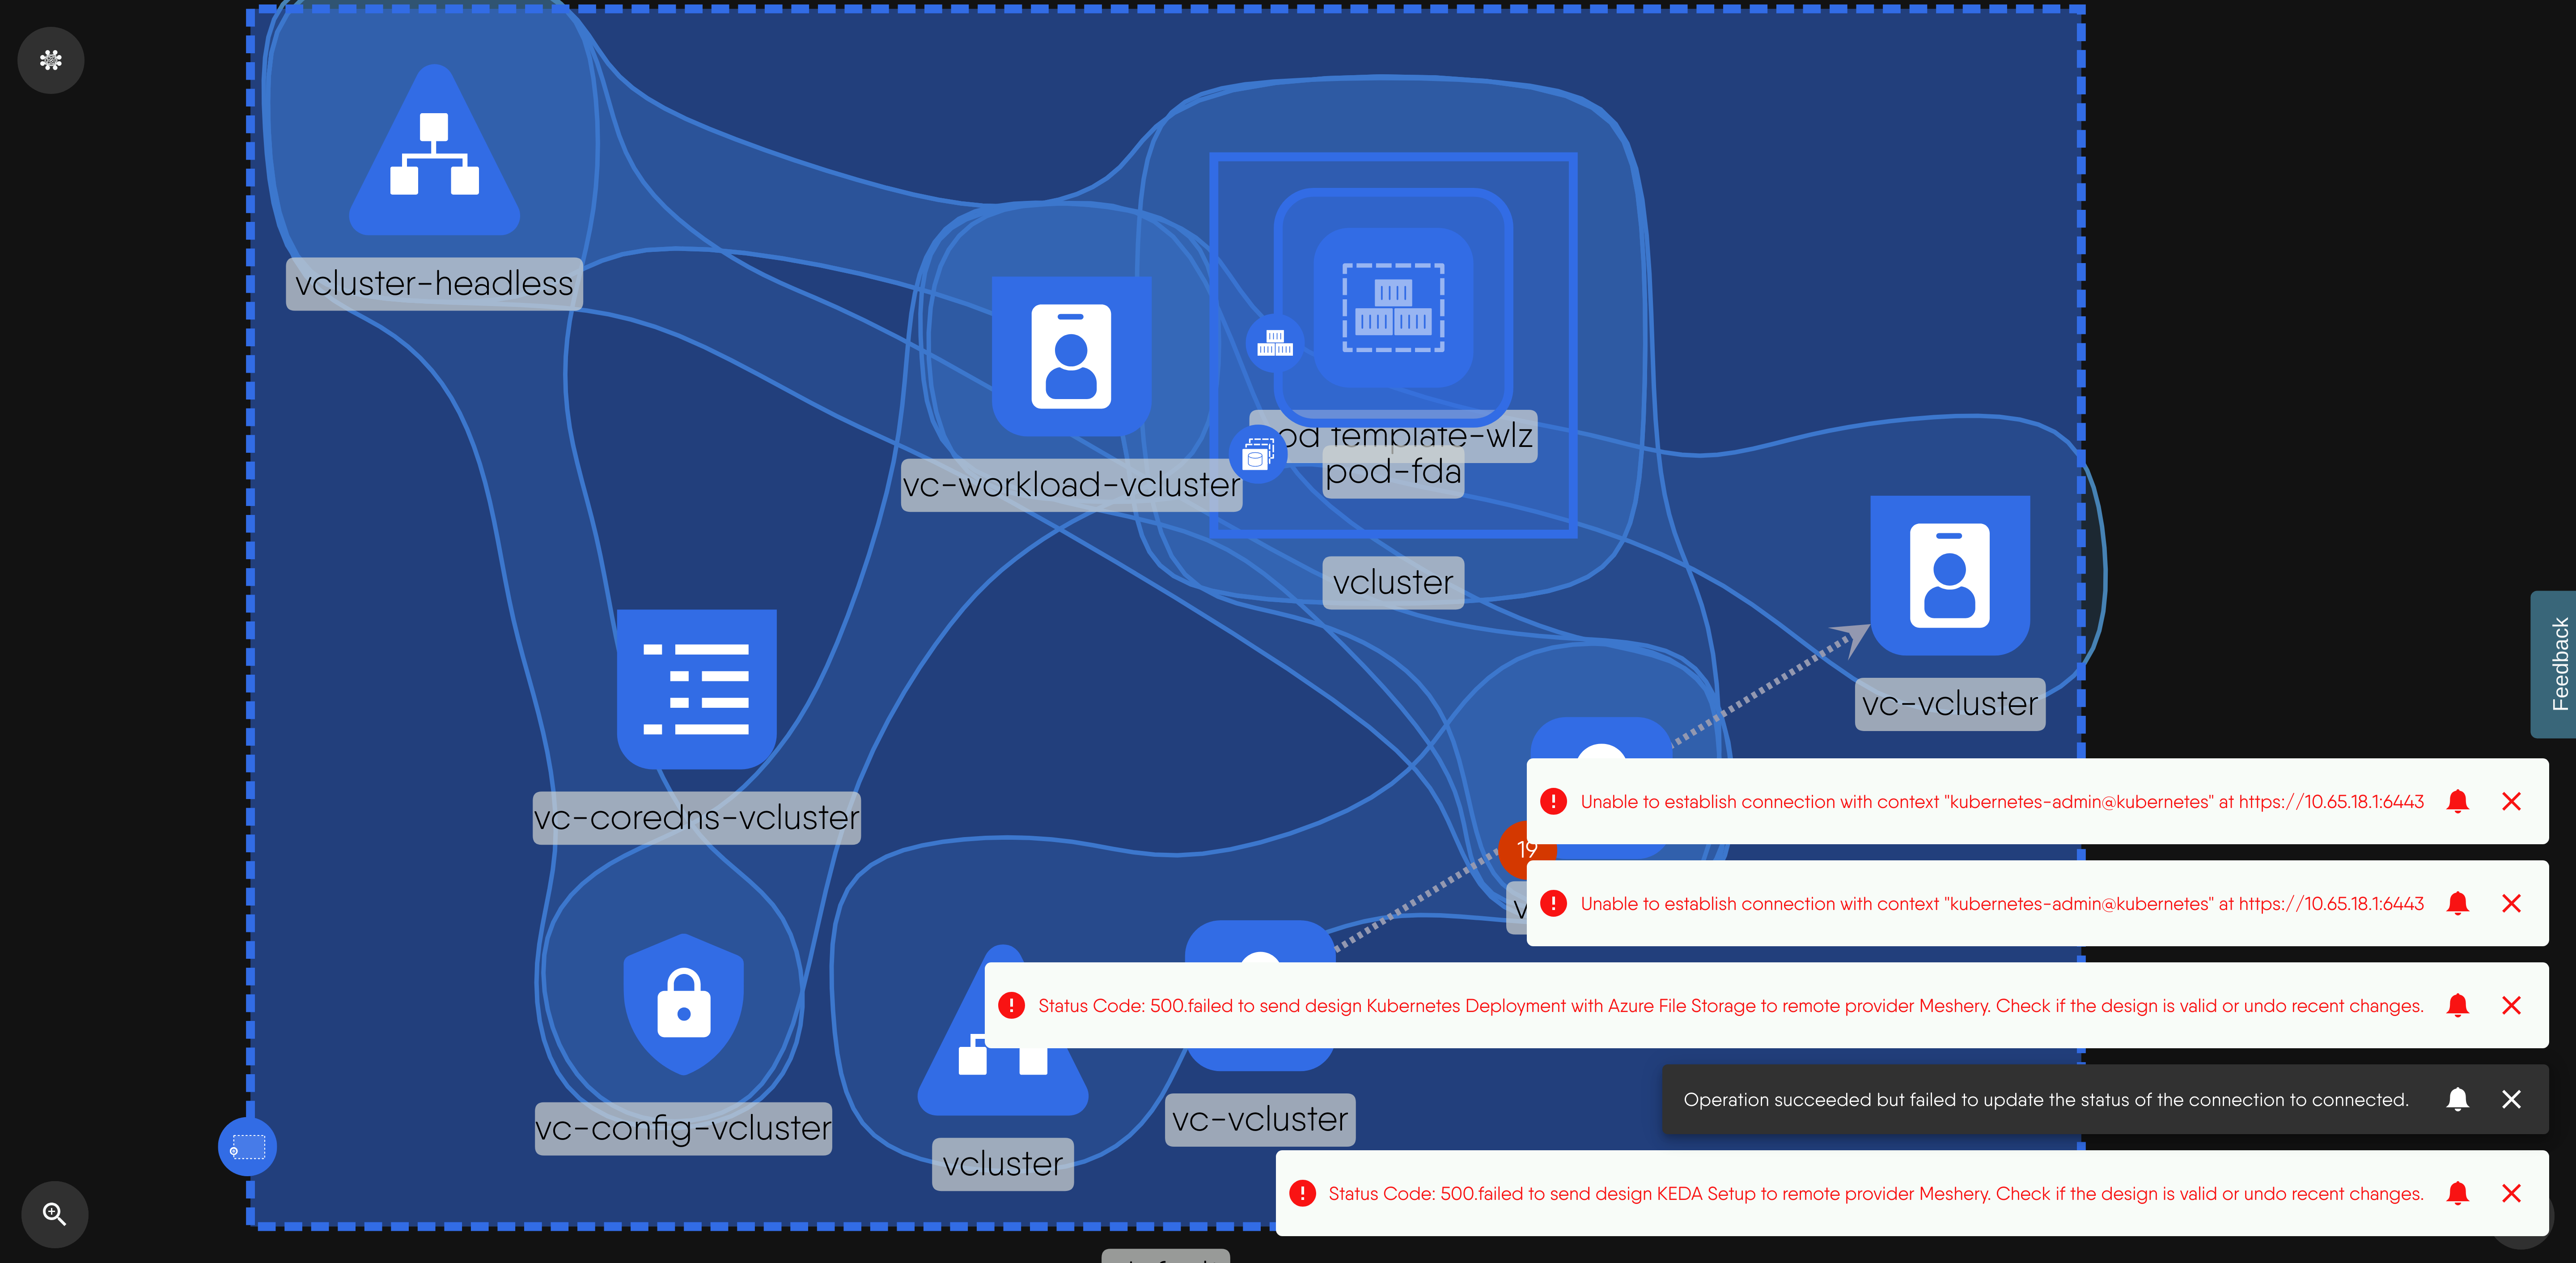 vcluster-headless
vc-workload-vcluster
od template-wlz
pod-fda
vcluster
vc-vcluster
vc-coredns-vcluster
Feedback
Unable to establish connection with context "kubernetes-admin@kubernetes" at https://10.65.18.1:6443
19
Unable to establish connection with context "kubernetes-admin@kubernetes" at https://10.65.18.1:6443
Status Code: 500.failed to send design Kubernetes Deployment with Azure File Storage to remote provider Meshery. Check if the design is valid or undo recent changes.
Operation succeeded but failed to update the status of the connection to connected.
vc-config-vcluster
vc-vcluster
vcluster
Status Code: 500.failed to send design KEDA Setup to remote provider Meshery. Check if the design is valid or undo recent changes.